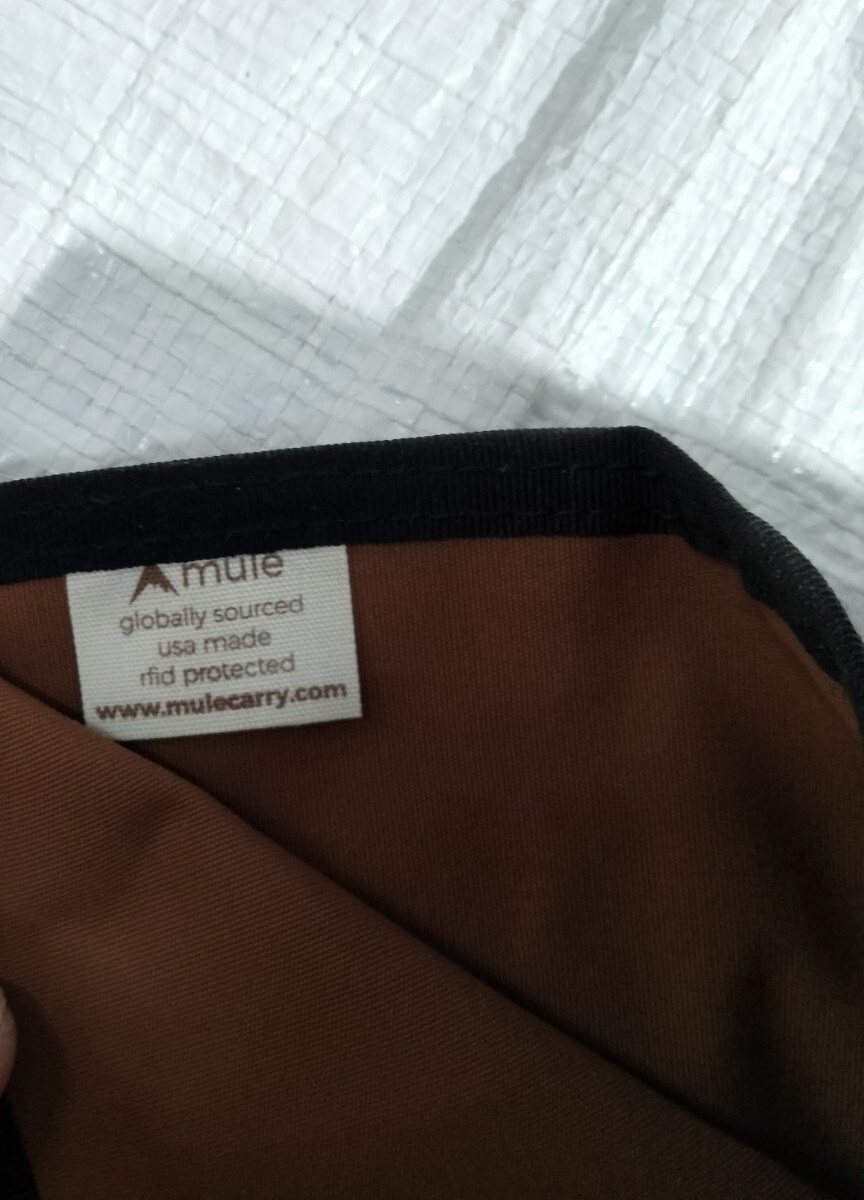 mule
globally sourced
usa made
rfid protected
www.mulecarry.com